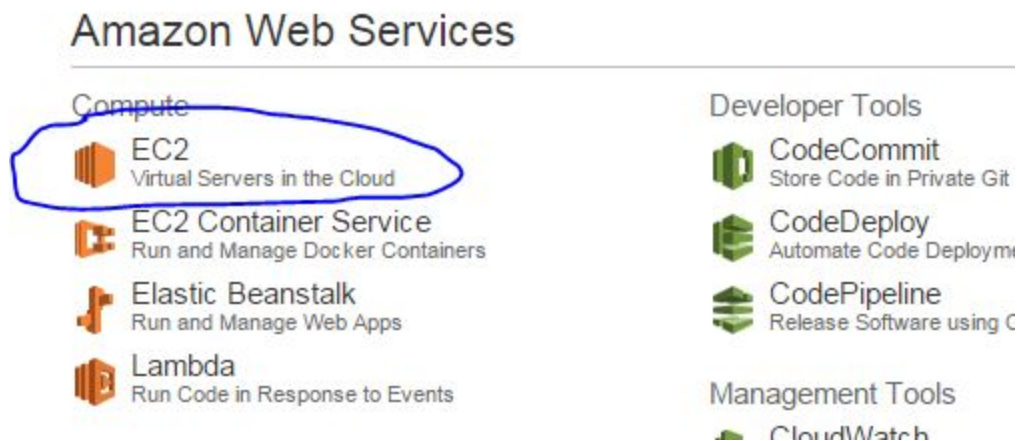 Amazon Web Services
Compute
EC2
Virtual Servers in the Cloud
EC2 Container Service
Run and Manage Docker Containers
Elastic Beanstalk
Run and Manage Web Apps
Lambda
Run Code in Response to Events
Developer Tools
CodeCommit
Store Code in Private Git
CodeDeploy
Automate Code
CodePipeline
Release Software using
Management Tools
CloudWatch